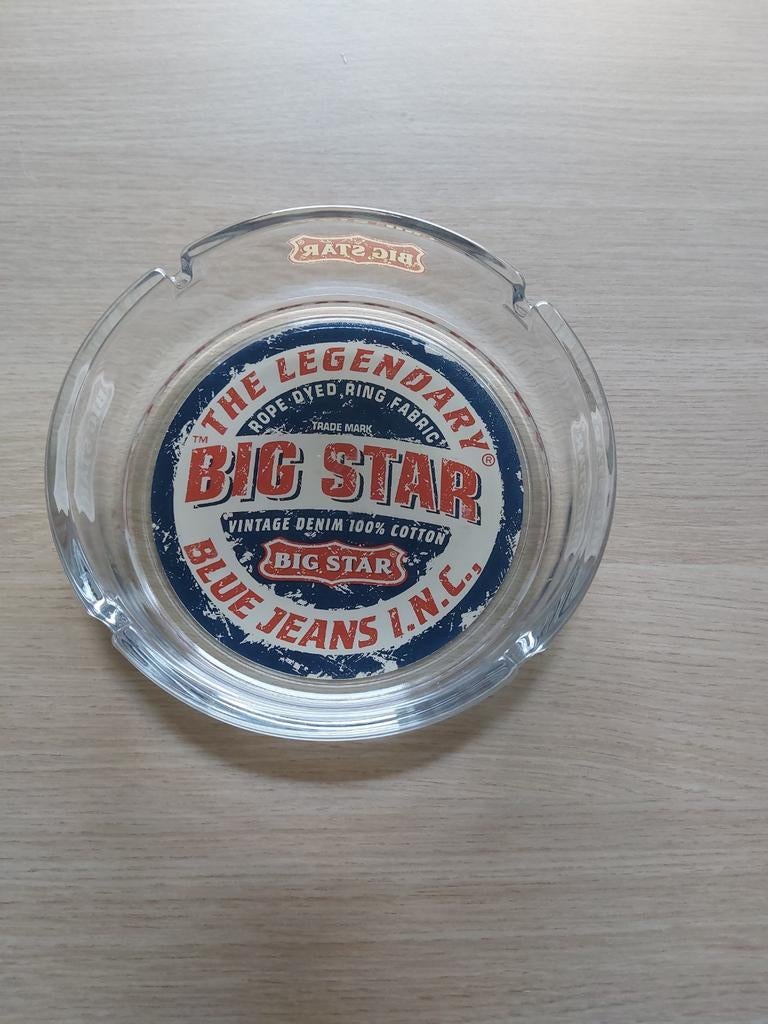 BIG STAR®
THE LEGENDARY
ROPE·DYED RING FABRIC
TRADE MARK
™ BIG STAR ®
VINTAGE DENIM 100% COTTON
BIG STAR®
BLUE JEANS I.N.C.,